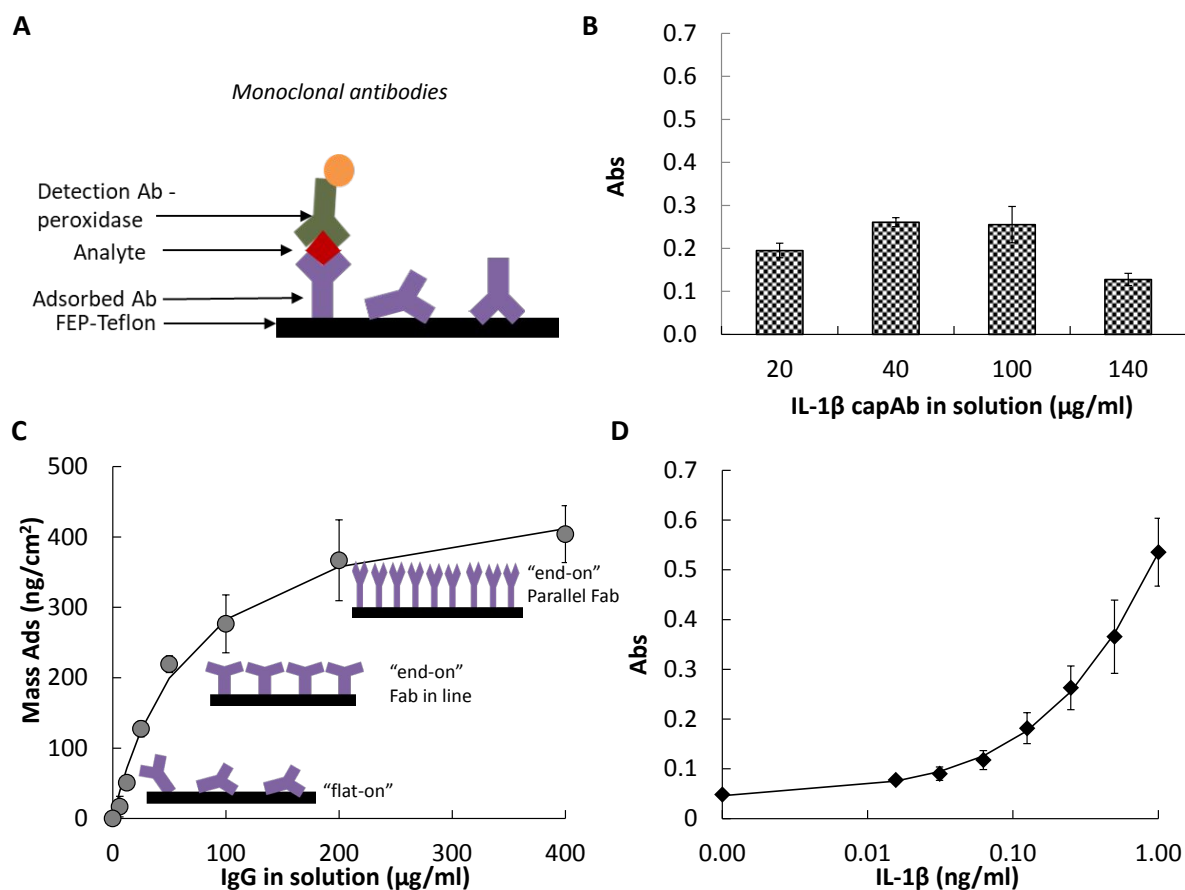 A
Monoclonal antibodies
Detection Ab -
peroxidase
Analyte
Adsorbed Ab
FEP-Teflon
B
Abs
0.7
0.6
0.5
0.4
0.3
0.2
0.1
0.0
20 40 100 140
IL-1β capAb in solution (µg/ml)
C
Mass Ads (ng/cm²)
500
400
300
200
100
0
"end-on"
Parallel Fab
"end-on"
Fab in line
"flat-on"
0 100 200 300 400
IgG in solution (µg/ml)
D
Abs
0.7
0.6
0.5
0.4
0.3
0.2
0.1
0
0.00 0.01 0.10 1.00
IL-1β (ng/ml)